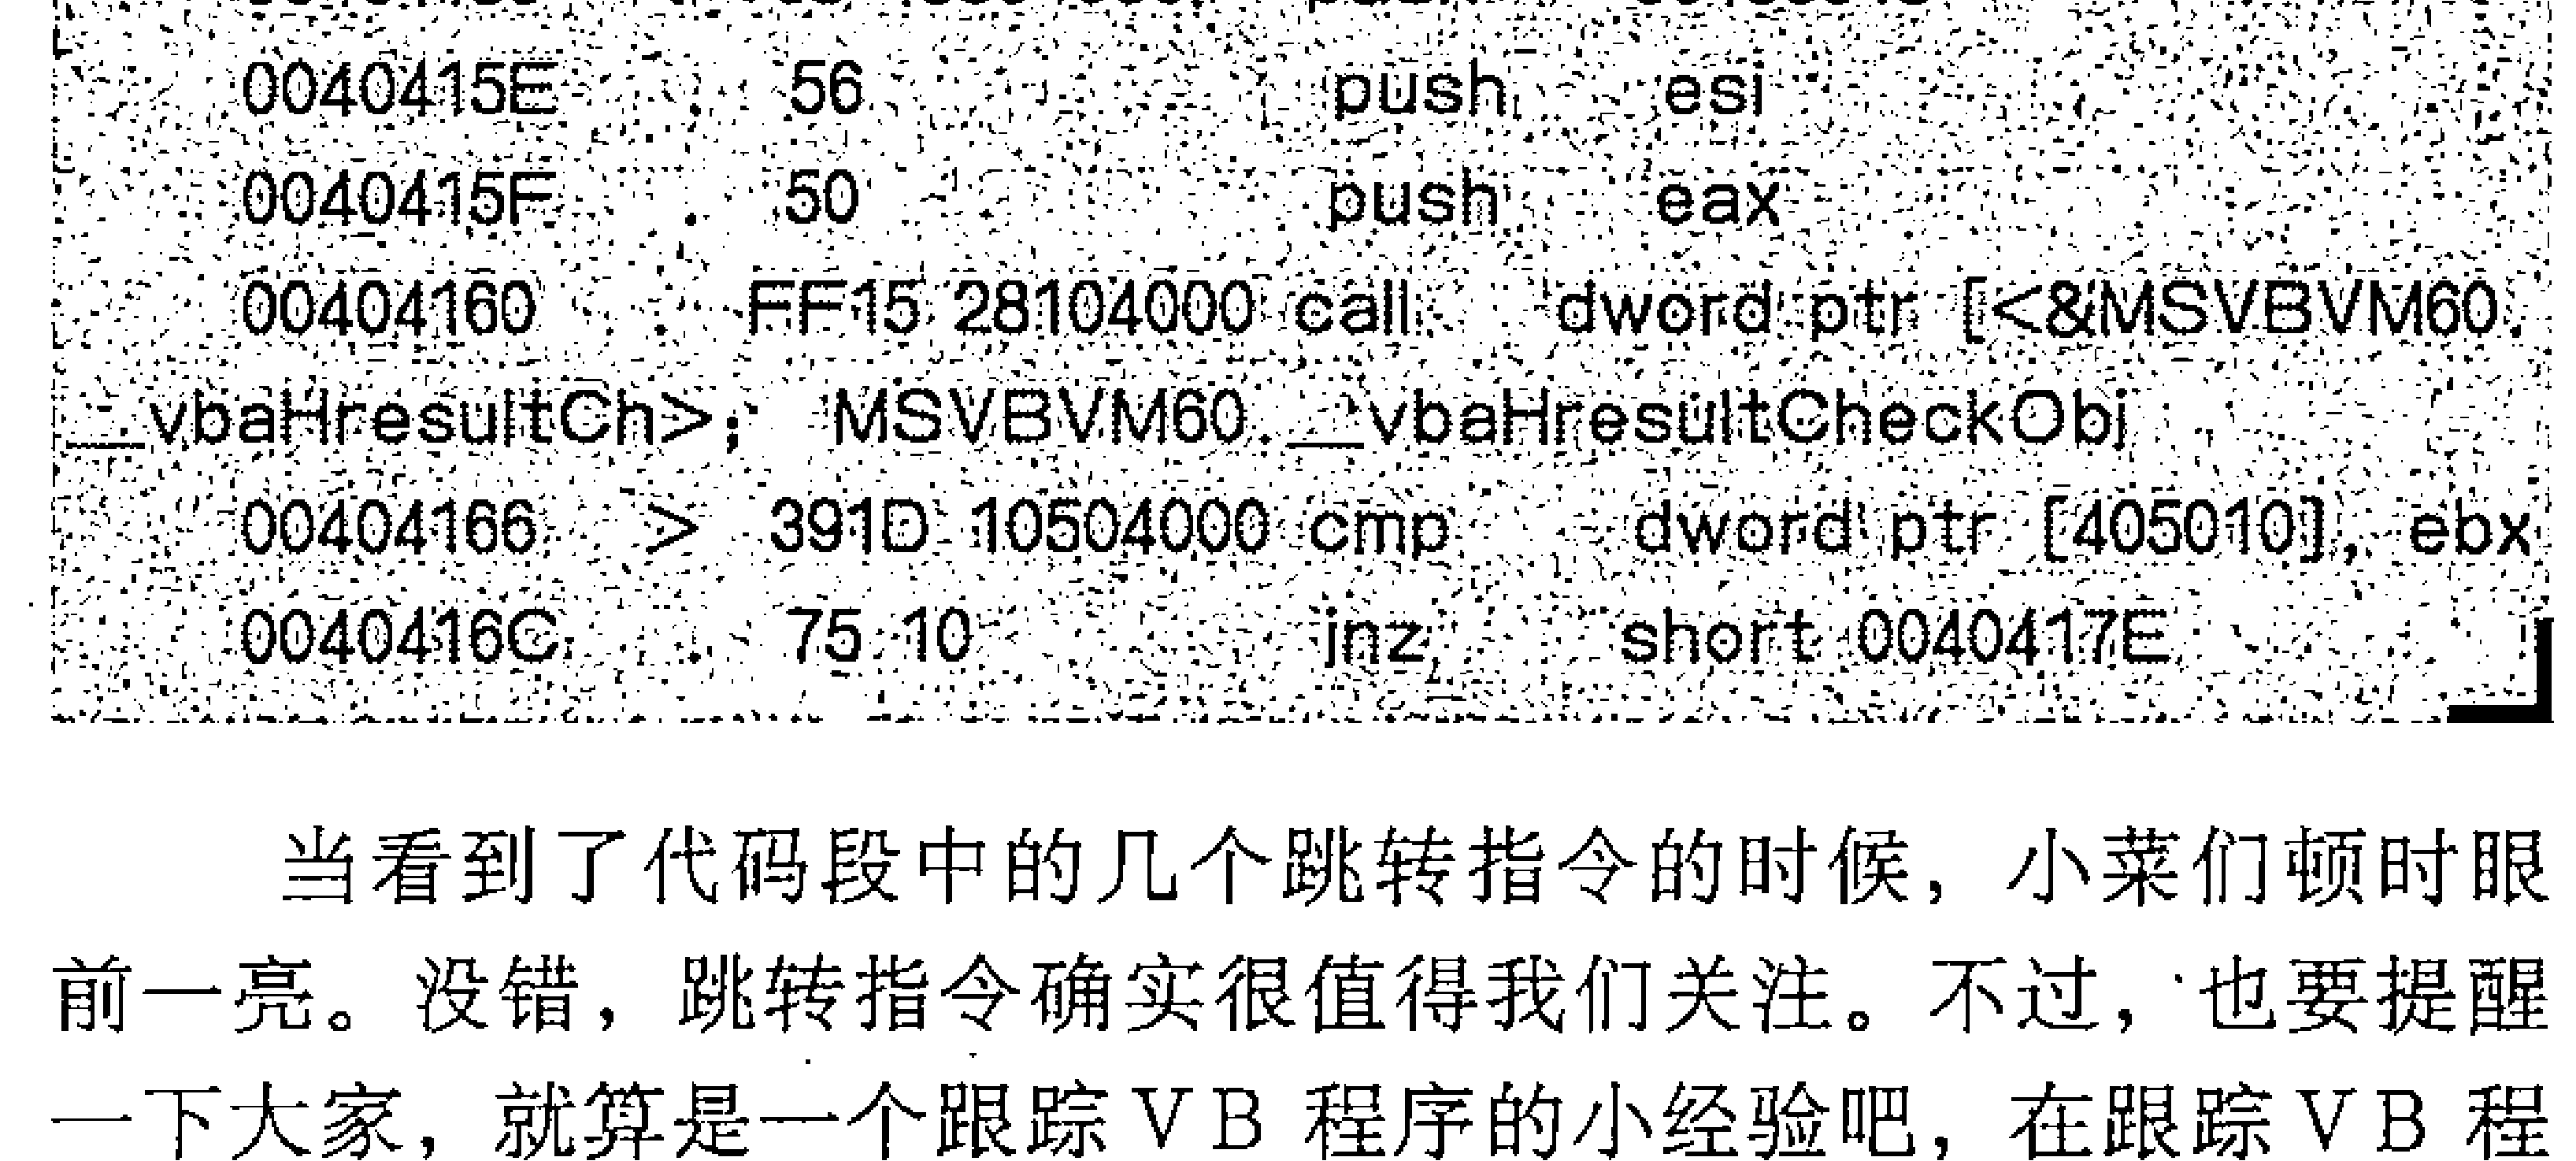 0040415E . 56 push esi
0040415F . 50 push eax
00404160 . FF15 28104000 call dword ptr [<&MSVBVM60.
__vbaHresultCh>; MSVBVM60.__vbaHresultCheckObj
00404166 > 391D 10504000 cmp dword ptr [405010], ebx
0040416C . 75 10 jnz short 0040417E
当看到了代码段中的几个跳转指令的时候，小菜们顿时眼
前一亮。没错，跳转指令确实很值得我们关注。不过，也要提醒
一下大家，就算是一个跟踪VB 程序的小经验吧，在跟踪VB 程